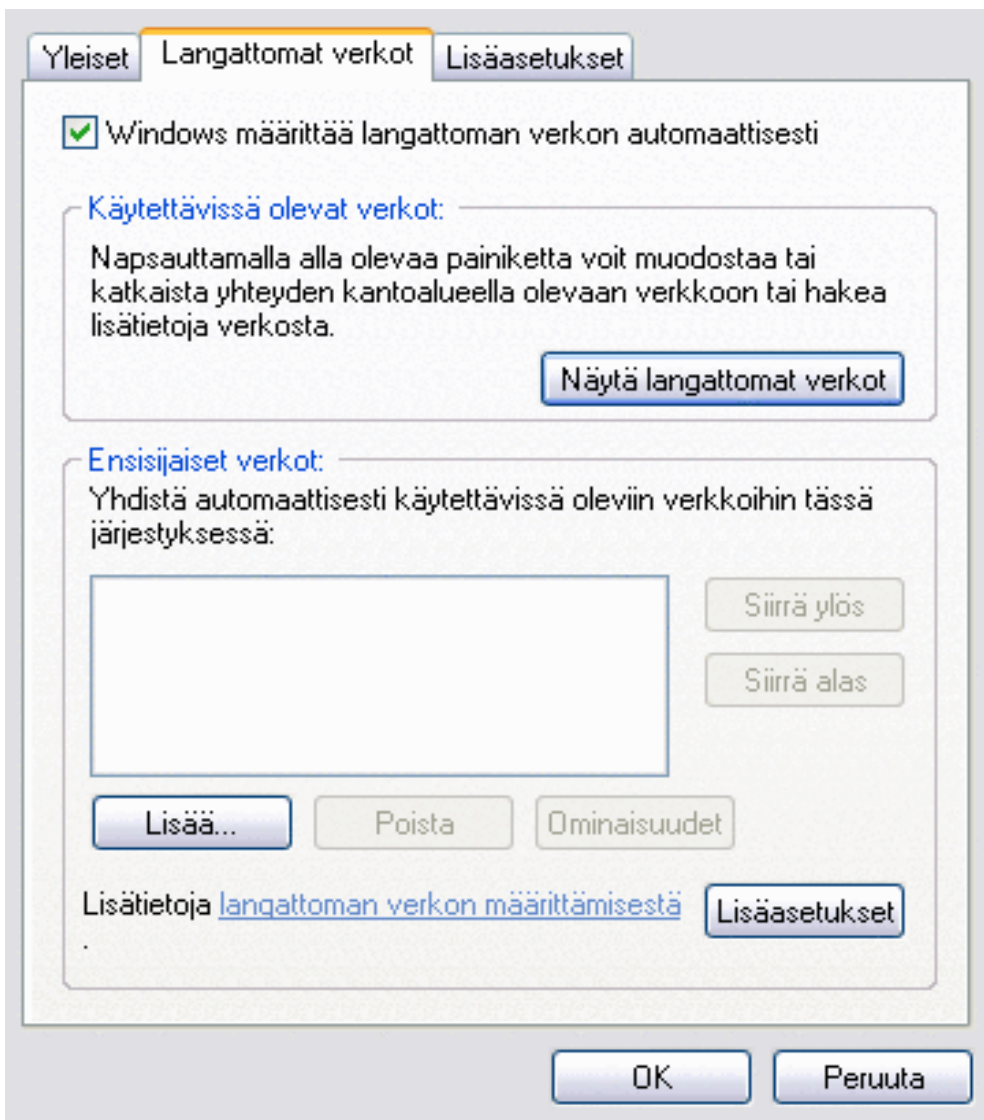 Yleiset Langattomat verkot Lisäasetukset
Windows määrittää langattoman verkon automaattisesti
Käytettävissä olevat verkot:
Napsauttamalla alla olevaa painiketta voit muodostaa tai
katkaista yhteyden kantoalueella olevaan verkkoon tai hakea
lisätietoja verkosta.
Näytä langattomat verkot
Ensisijaiset verkot:
Yhdistä automaattisesti käytettävissä oleviin verkkoihin tässä
järjestyksessä:
Siirrä ylös
Siirrä alas
Lisää... Poista Ominaisuudet
Lisätietoja langattoman verkon määrittämisestä Lisäasetukset
.
OK Peruuta